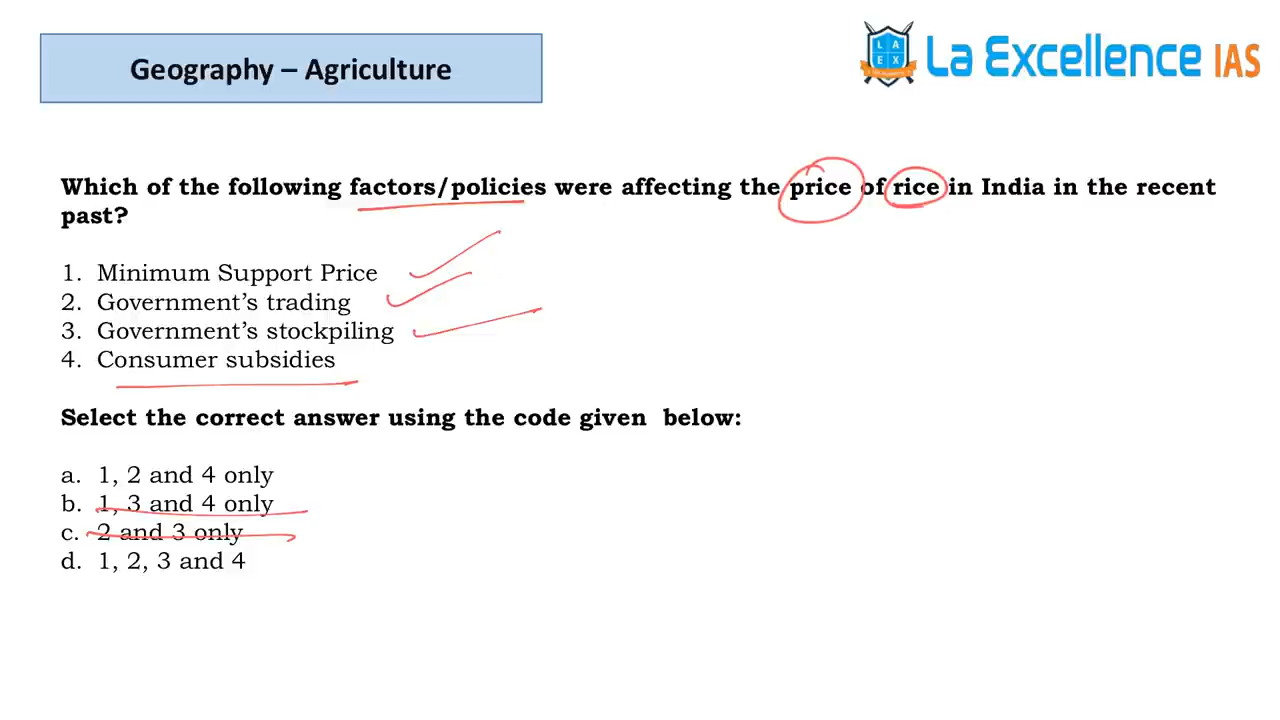 Geography – Agriculture
LAEX
La Excellence IAS
Which of the following factors/policies were affecting the price of rice in India in the recent
past?
1. Minimum Support Price
2. Government's trading
3. Government's stockpiling
4. Consumer subsidies
Select the correct answer using the code given below:
a. 1, 2 and 4 only
b. 1, 3 and 4 only
c. 2 and 3 only
d. 1, 2, 3 and 4